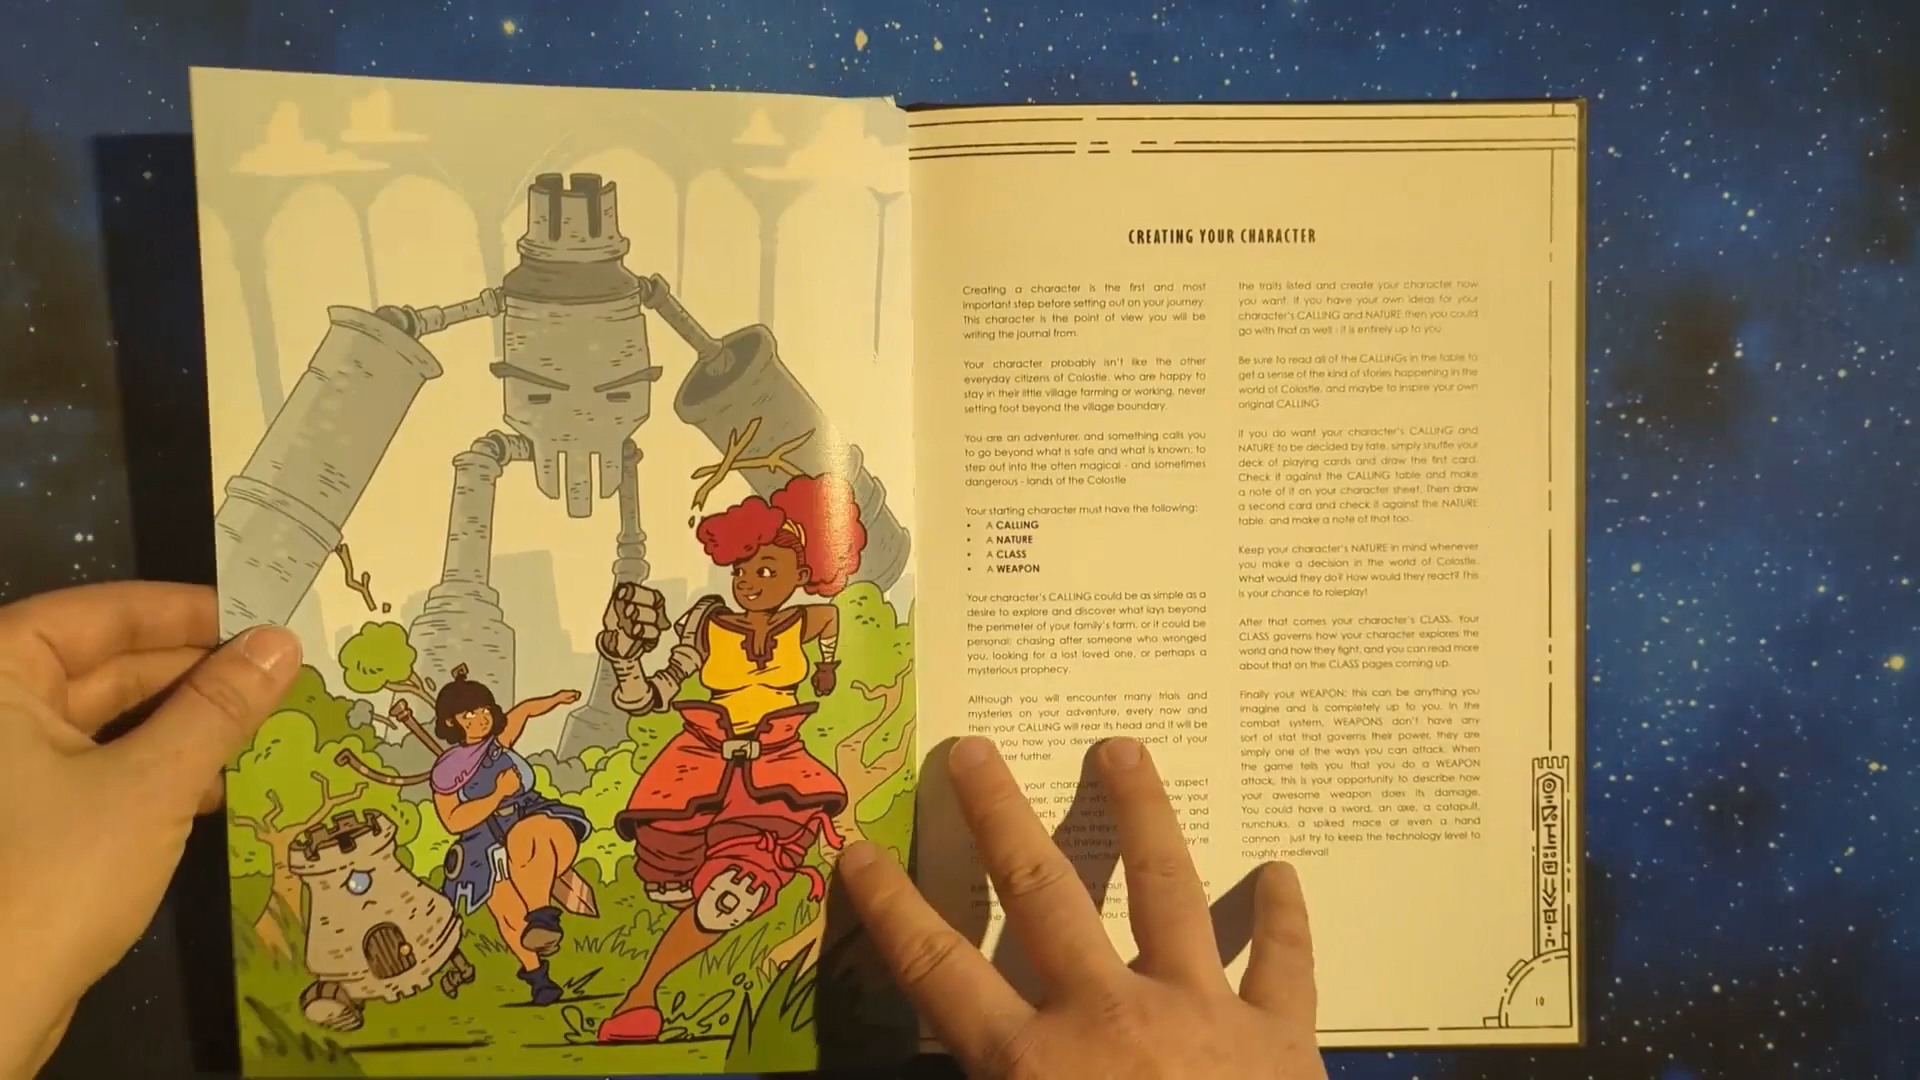 CREATING YOUR CHARACTER
Creating a character is the first and most
important step before setting out on your journey.
This character is the point of view you will be
writing the journal from.
Your character probably isn't like the other
everyday citizens of Colostle, who are happy to
stay in their little village farming or working, never
setting foot beyond the village boundary.
You are an adventurer, and something calls you
to go beyond what is safe and what is known; to
step out into the often magical - and sometimes
dangerous - lands of the Colostle
Your starting character must have the following:
• A CALLING
• A NATURE
• A CLASS
• A WEAPON
Your character's CALLING could be as simple as a
desire to explore and discover what lays beyond
the perimeter of your family's farm, or it could be
personal; chasing after someone who wronged
you, looking for a lost loved one, or perhaps a
mysterious prophecy.
Although you will encounter many trials and
mysteries on your adventure, every now and
then your CALLING will rear its head and it will be
you how you aspect of your
further.
your aspect
and your
and
and
thinking
you
the traits listed and create your character how
you want. If you have your own ideas for your
character's CALLING and NATURE then you could
go with that as well - it is entirely up to you.
Be sure to read all of the CALLINGs in the table to
get a sense of the kind of stories happening in the
world of Colostle, and maybe to inspire your own
original CALLING.
If you do want your character's CALLING and
NATURE to be decided by fate, simply shuffle your
deck of playing cards and draw the first card.
Check it against the CALLING table and make
a note of it on your character sheet. Then draw
a second card and check it against the NATURE
table, and make a note of that too.
Keep your character's NATURE in mind whenever
you make a decision in the world of Colostle.
What would they do? How would they react? This
is your chance to roleplay!
After that comes your character's CLASS. Your
CLASS governs how your character explores the
world and how they fight, and you can read more
about that on the CLASS pages coming up.
Finally your WEAPON; this can be anything you
imagine and is completely up to you. In the
combat system, WEAPONS don't have any
sort of stat that governs their power, they are
simply one of the ways you can attack. When
the game tells you that you do a WEAPON
attack, this is your opportunity to describe how
your awesome weapon does its damage.
You could have a sword, an axe, a catapult,
nunchuks, a spiked mace or even a hand
cannon - just try to keep the technology level to
roughly medieval!
10